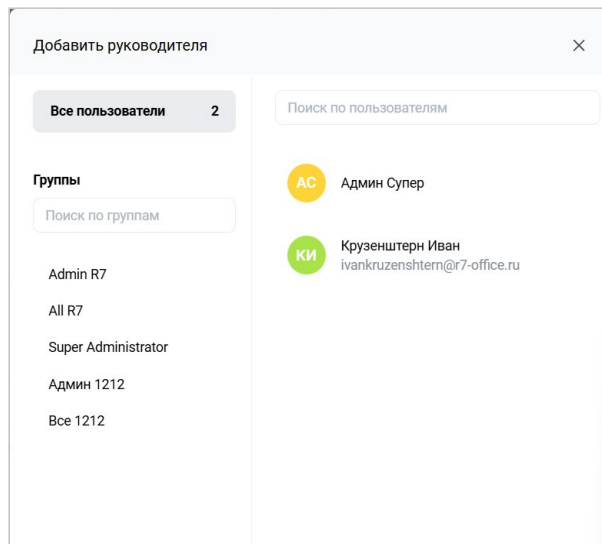 Добавить руководителя
Все пользователи 2
Группы
Поиск по группам
Admin R7
All R7
Super Administrator
Админ 1212
Все 1212
Поиск по пользователям
АС Админ Супер
КИ Крузенштерн Иван
ivankruzenshtern@r7-office.ru